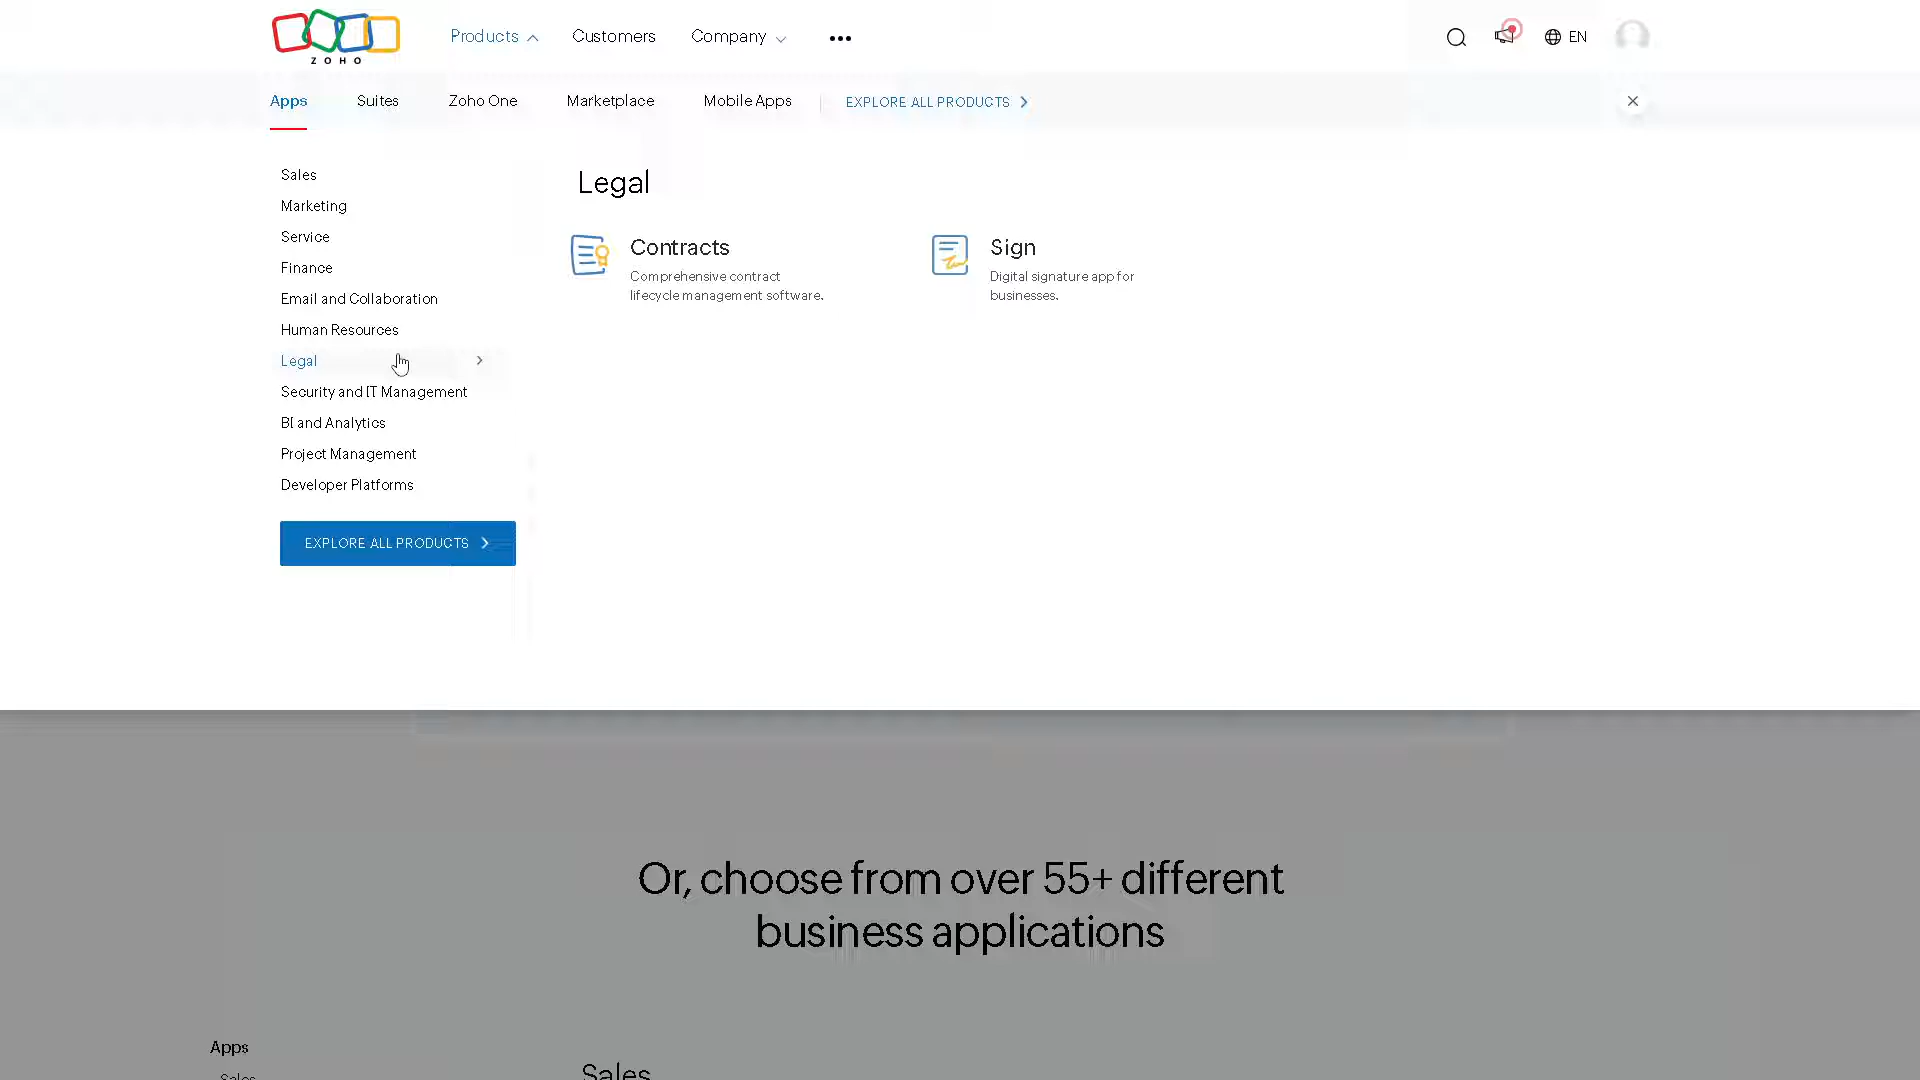 ZOHO
Products
Customers
Company
EN
Apps
Suites
Zoho One
Marketplace
Mobile Apps
EXPLORE ALL PRODUCTS
Sales
Marketing
Service
Finance
Email and Collaboration
Human Resources
Legal
Security and IT Management
BI and Analytics
Project Management
Developer Platforms
EXPLORE ALL PRODUCTS
Legal
Contracts
Comprehensive contract
lifecycle management software.
Sign
Digital signature app for
businesses.
Or, choose from over 55+ different
business applications
Apps
Sales
Sales